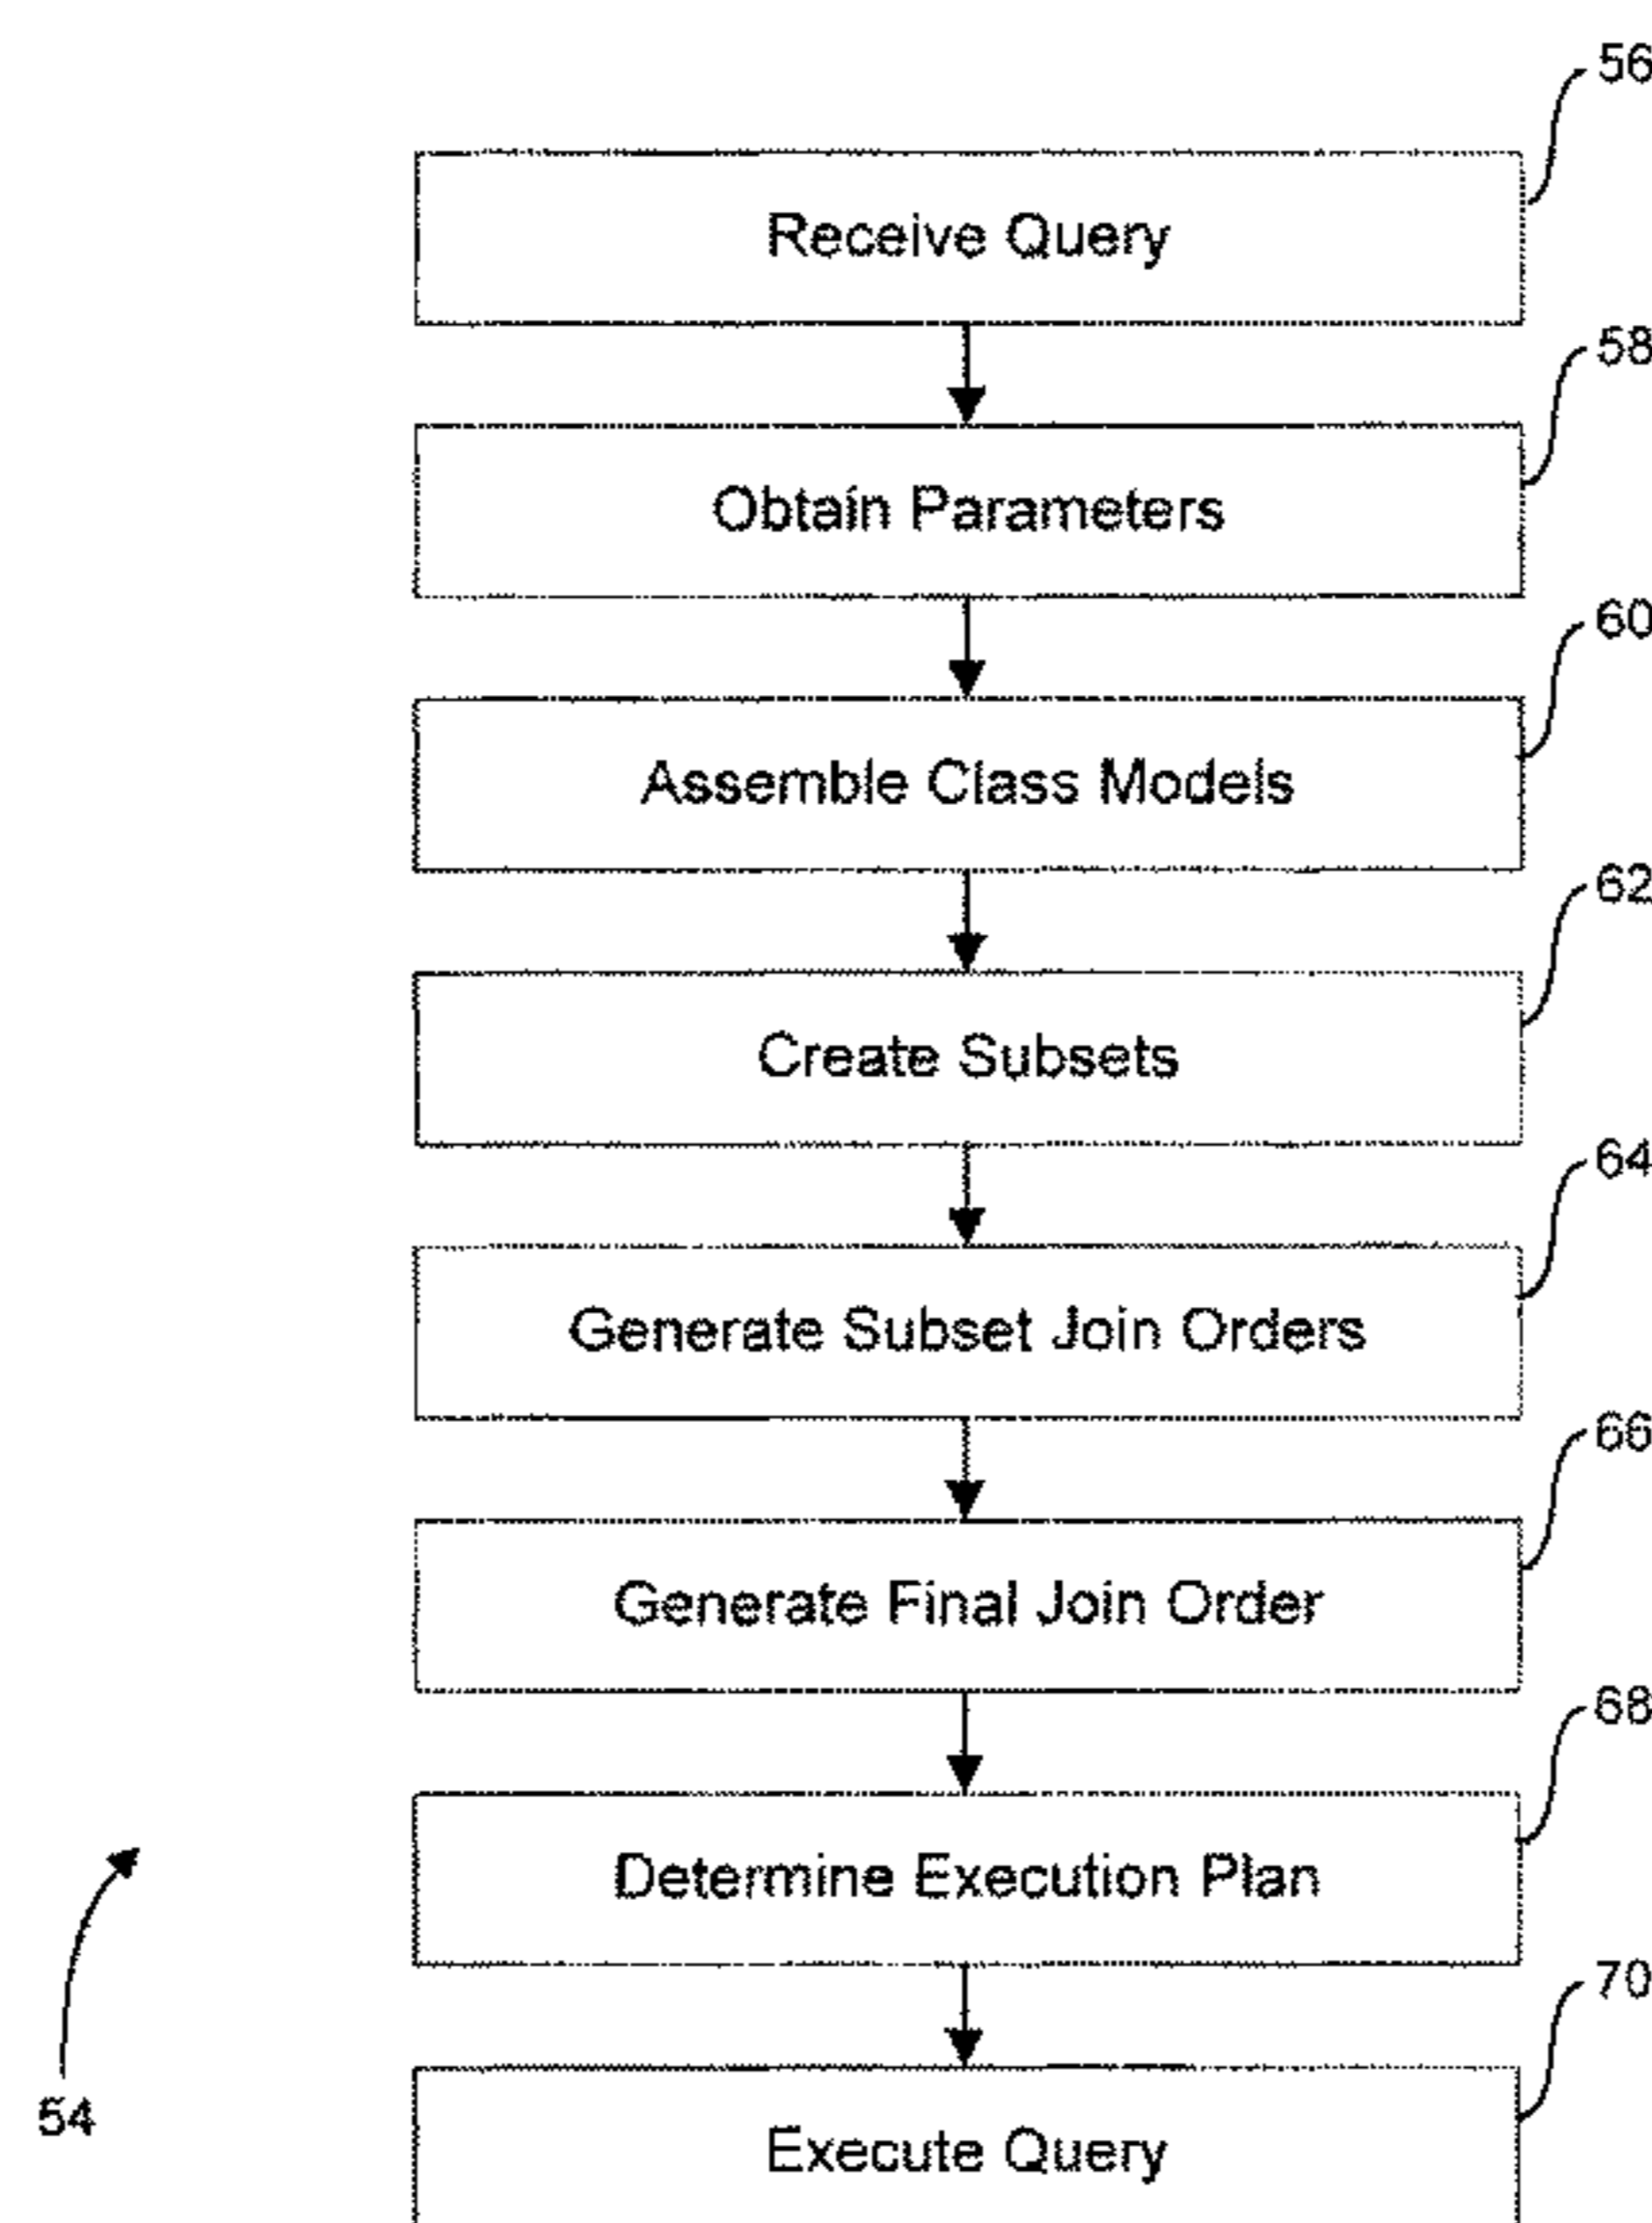 56
Receive Query
58
Obtain Parameters
60
Assemble Class Models
62
Create Subsets
64
Generate Subset Join Orders
66
Generate Final Join Order
68
Determine Execution Plan
70
54
Execute Query